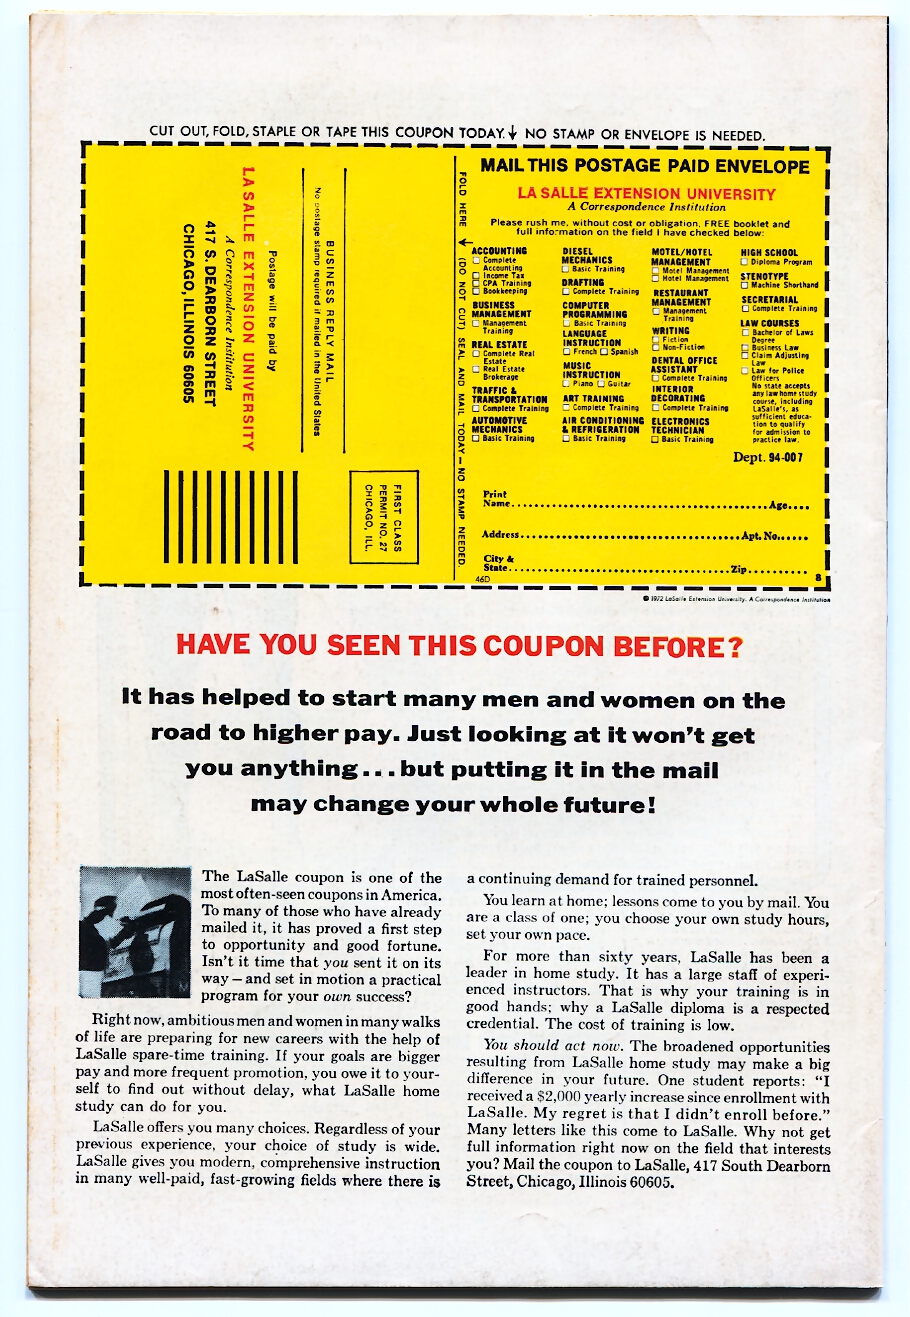 CUT OUT, FOLD, STAPLE OR TAPE THIS COUPON TODAY. ↓ NO STAMP OR ENVELOPE IS NEEDED.
LA SALLE EXTENSION UNIVERSITY
A Correspondence Institution
417 S. DEARBORN STREET
CHICAGO, ILLINOIS 60605
Postage will be paid by
BUSINESS REPLY MAIL
No postage stamp required if mailed in the United States
FIRST CLASS
PERMIT NO. 27
CHICAGO, ILL.
FOLD HERE → (DO NOT CUT) SEAL AND MAIL TODAY — NO STAMP NEEDED.
MAIL THIS POSTAGE PAID ENVELOPE
LA SALLE EXTENSION UNIVERSITY
A Correspondence Institution
Please rush me, without cost or obligation, FREE booklet and
full information on the field I have checked below:
ACCOUNTING
☐ Complete
Accounting
☐ Income Tax
☐ CPA Training
☐ Bookkeeping
BUSINESS
MANAGEMENT
☐ Management
Training
REAL ESTATE
☐ Complete Real
Estate
☐ Real Estate
Brokerage
TRAFFIC &
TRANSPORTATION
☐ Complete Training
AUTOMOTIVE
MECHANICS
☐ Basic Training
DIESEL
MECHANICS
☐ Basic Training
DRAFTING
☐ Complete Training
COMPUTER
PROGRAMMING
☐ Basic Training
LANGUAGE
INSTRUCTION
☐ French ☐ Spanish
MUSIC
INSTRUCTION
☐ Piano ☐ Guitar
ART TRAINING
☐ Complete Training
AIR CONDITIONING
& REFRIGERATION
☐ Basic Training
MOTEL/HOTEL
MANAGEMENT
☐ Motel Management
☐ Hotel Management
RESTAURANT
MANAGEMENT
☐ Management
Training
WRITING
☐ Fiction
☐ Non-Fiction
DENTAL OFFICE
ASSISTANT
☐ Complete Training
INTERIOR
DECORATING
☐ Complete Training
ELECTRONICS
TECHNICIAN
☐ Basic Training
HIGH SCHOOL
☐ Diploma Program
STENOTYPE
☐ Machine Shorthand
SECRETARIAL
☐ Complete Training
LAW COURSES
☐ Bachelor of Laws
Degree
☐ Business Law
☐ Claim Adjusting
Law
☐ Law for Police
Officers
No state accepts
any law home study
course, including
LaSalle's, as
sufficient educa-
tion to qualify
for admission to
practice law.
Dept. 94-007
Print
Name..........Age....
Address..........Apt. No......
City &
State..........Zip..........
46D
8
© 1972 LaSalle Extension University. A Correspondence Institution
HAVE YOU SEEN THIS COUPON BEFORE?
It has helped to start many men and women on the
road to higher pay. Just looking at it won't get
you anything...but putting it in the mail
may change your whole future!
The LaSalle coupon is one of the
most often-seen coupons in America.
To many of those who have already
mailed it, it has proved a first step
to opportunity and good fortune.
Isn't it time that you sent it on its
way – and set in motion a practical
program for your own success?
Right now, ambitious men and women in many walks
of life are preparing for new careers with the help of
LaSalle spare-time training. If your goals are bigger
pay and more frequent promotion, you owe it to your-
self to find out without delay, what LaSalle home
study can do for you.
LaSalle offers you many choices. Regardless of your
previous experience, your choice of study is wide.
LaSalle gives you modern, comprehensive instruction
in many well-paid, fast-growing fields where there is
a continuing demand for trained personnel.
You learn at home; lessons come to you by mail. You
are a class of one; you choose your own study hours,
set your own pace.
For more than sixty years, LaSalle has been a
leader in home study. It has a large staff of experi-
enced instructors. That is why your training is in
good hands; why a LaSalle diploma is a respected
credential. The cost of training is low.
You should act now. The broadened opportunities
resulting from LaSalle home study may make a big
difference in your future. One student reports: "I
received a $2,000 yearly increase since enrollment with
LaSalle. My regret is that I didn't enroll before."
Many letters like this come to LaSalle. Why not get
full information right now on the field that interests
you? Mail the coupon to LaSalle, 417 South Dearborn
Street, Chicago, Illinois 60605.